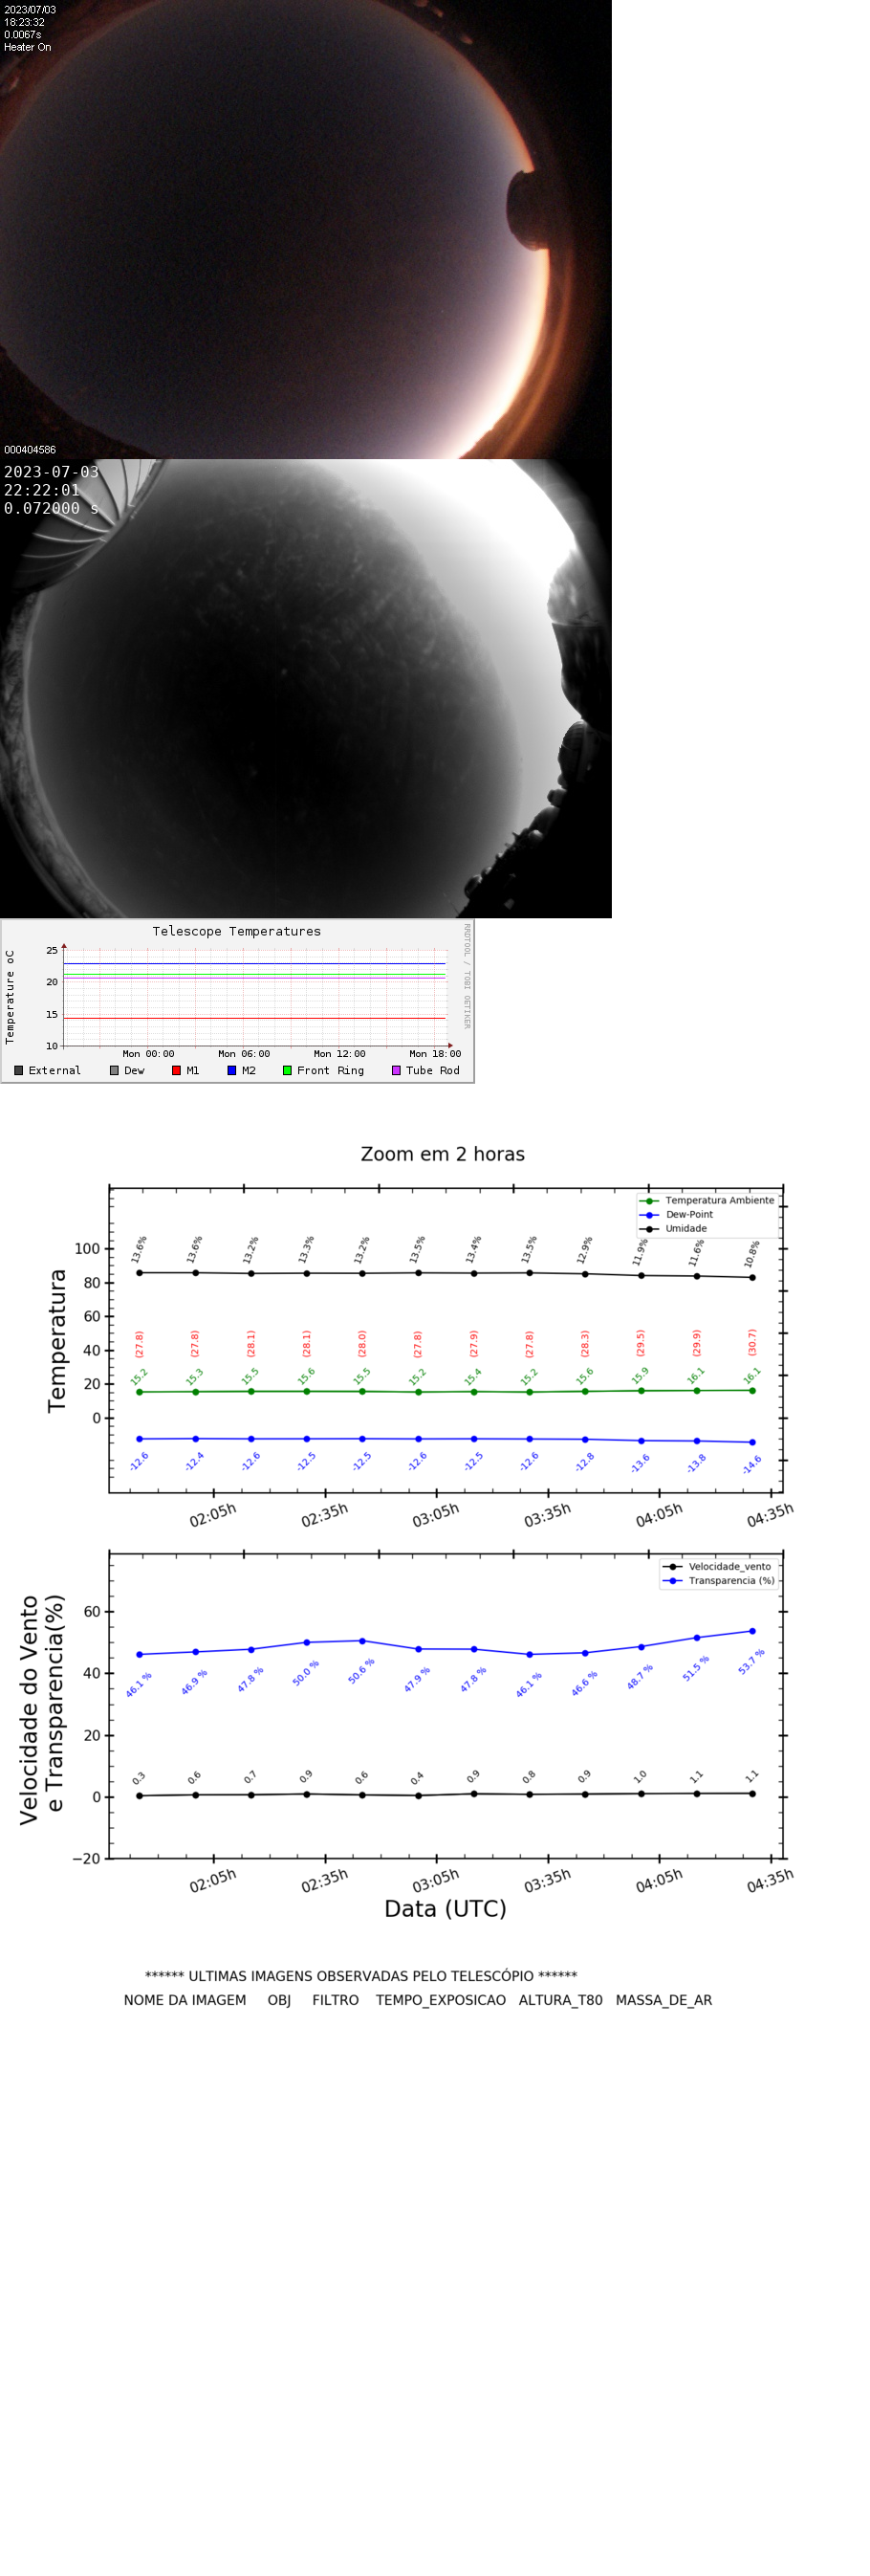 2023/07/03
18:23:32
0.0067s
Heater On
000404586
2023-07-03
22:22:01
0.072000 s
Telescope Temperatures
RRDTOOL / TOBI OETIKER
Temperature oC
25
20
15
10
Mon 00:00 Mon 06:00 Mon 12:00 Mon 18:00
External Dew M1 M2 Front Ring Tube Rod
Zoom em 2 horas
Temperatura Ambiente
Dew-Point
Umidade
Temperatura
100
80
60
40
20
0
13.6% 13.6% 13.2% 13.3% 13.2% 13.5% 13.4% 13.5% 12.9% 11.9% 11.6% 10.8%
(27.8) (27.8) (28.1) (28.1) (28.0) (27.8) (27.9) (27.8) (28.3) (29.5) (29.9) (30.7)
15.2 15.3 15.5 15.6 15.5 15.2 15.4 15.2 15.6 15.9 16.1 16.1
-12.6 -12.4 -12.6 -12.5 -12.5 -12.6 -12.5 -12.6 -12.8 -13.6 -13.8 -14.6
02:05h 02:35h 03:05h 03:35h 04:05h 04:35h
Velocidade_vento
Transparencia (%)
Velocidade do Vento
e Transparencia(%)
60
40
20
0
−20
46.1 % 46.9 % 47.8 % 50.0 % 50.6 % 47.9 % 47.8 % 46.1 % 46.6 % 48.7 % 51.5 % 53.7 %
0.3 0.6 0.7 0.9 0.6 0.4 0.9 0.8 0.9 1.0 1.1 1.1
02:05h 02:35h 03:05h 03:35h 04:05h 04:35h
Data (UTC)
****** ULTIMAS IMAGENS OBSERVADAS PELO TELESCÓPIO ******
NOME DA IMAGEM OBJ FILTRO TEMPO_EXPOSICAO ALTURA_T80 MASSA_DE_AR